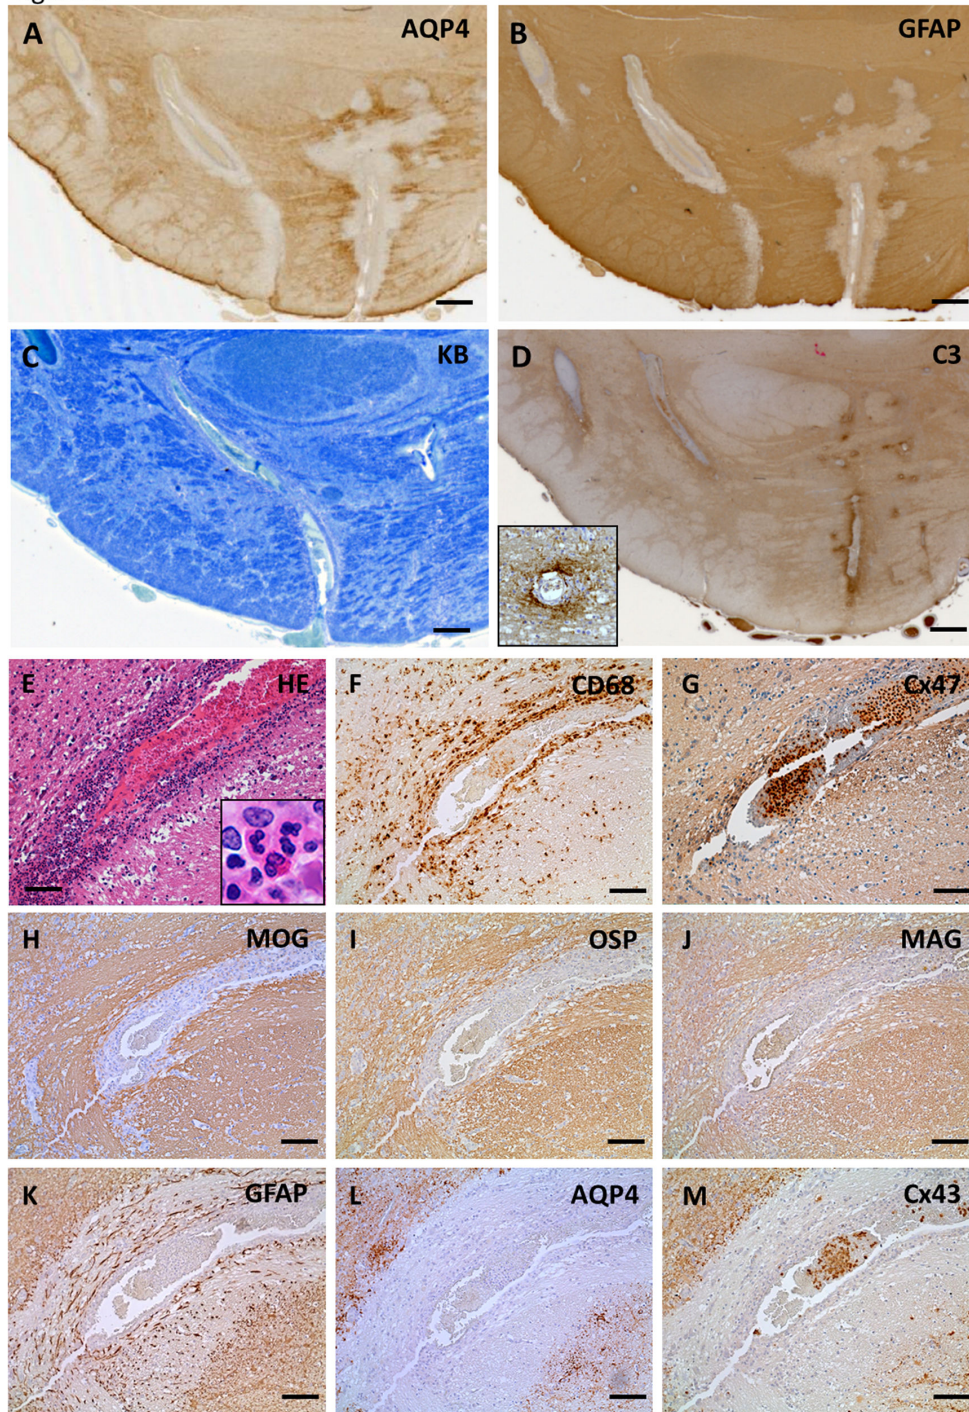 A AQP4
B GFAP
C KB
D C3
E HE
F CD68
G Cx47
H MOG
I OSP
J MAG
K GFAP
L AQP4
M Cx43